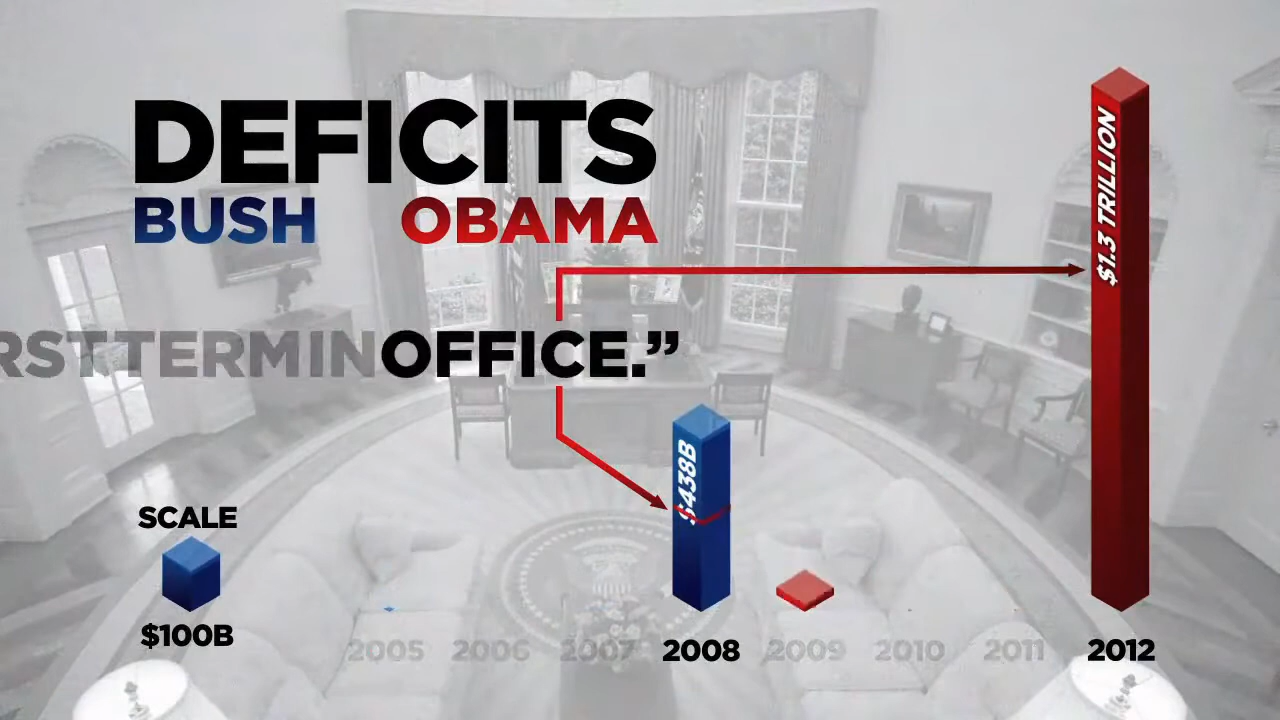 DEFICITS
BUSH OBAMA
$1.3 TRILLION
RSTTERMINOFFICE.”
$438B
SCALE
$100B
2005 2006 2007 2008 2009 2010 2011 2012